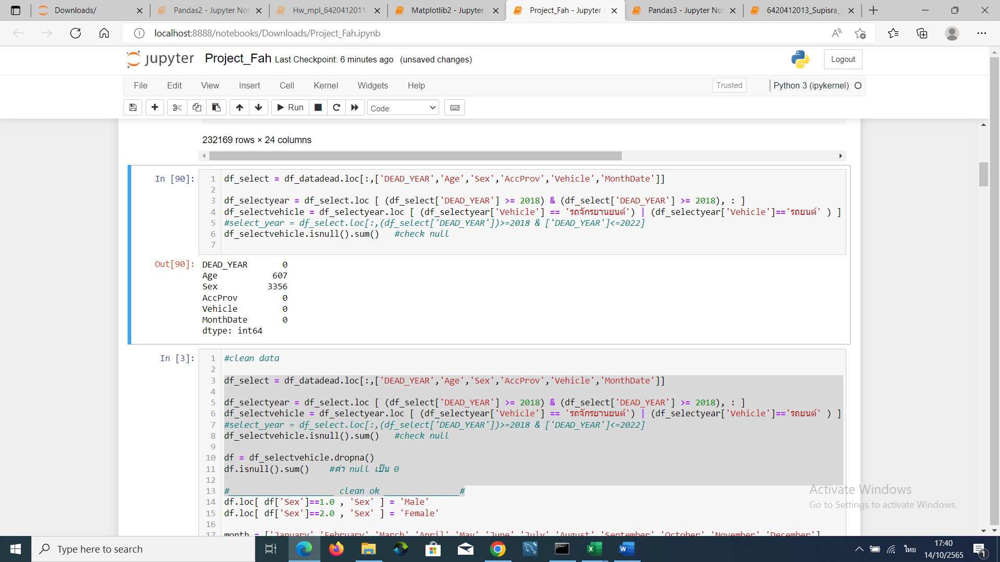 Downloads/
Pandas2 - Jupyter Not
Hw_mpl_6420412011
Matplotlib2 - Jupyter
Project_Fah - Jupyter
Pandas3 - Jupyter No
6420412013_Supisra_
localhost:8888/notebooks/Downloads/Project_Fah.ipynb
jupyter Project_Fah Last Checkpoint: 6 minutes ago (unsaved changes)
Logout
File Edit View Insert Cell Kernel Widgets Help
Trusted
Python 3 (ipykernel)
Run
Code
232169 rows × 24 columns
In [90]:
1 df_select = df_datadead.loc[:,['DEAD_YEAR','Age','Sex','AccProv','Vehicle','MonthDate']]
2
3 df_selectyear = df_select.loc [ (df_select['DEAD_YEAR'] >= 2018) & (df_select['DEAD_YEAR'] >= 2018), : ]
4 df_selectvehicle = df_selectyear.loc [ (df_selectyear['Vehicle'] == 'รถจักรยานยนต์') | (df_selectyear['Vehicle']=='รถยนต์' ) ]
5 #select_year = df_select.loc[:,(df_select['DEAD_YEAR'])>=2018 & ['DEAD_YEAR']<=2022]
6 df_selectvehicle.isnull().sum() #check null
7
Out[90]:
DEAD_YEAR 0
Age 607
Sex 3356
AccProv 0
Vehicle 0
MonthDate 0
dtype: int64
In [3]:
1 #clean data
2
3 df_select = df_datadead.loc[:,['DEAD_YEAR','Age','Sex','AccProv','Vehicle','MonthDate']]
4
5 df_selectyear = df_select.loc [ (df_select['DEAD_YEAR'] >= 2018) & (df_select['DEAD_YEAR'] >= 2018), : ]
6 df_selectvehicle = df_selectyear.loc [ (df_selectyear['Vehicle'] == 'รถจักรยานยนต์') | (df_selectyear['Vehicle']=='รถยนต์' ) ]
7 #select_year = df_select.loc[:,(df_select['DEAD_YEAR'])>=2018 & ['DEAD_YEAR']<=2022]
8 df_selectvehicle.isnull().sum() #check null
9
10 df = df_selectvehicle.dropna()
11 df.isnull().sum() #ค่า null เป็น 0
12
13 #_____________________ clean ok _______________#
14 df.loc[ df['Sex']==1.0 , 'Sex' ] = 'Male'
15 df.loc[ df['Sex']==2.0 , 'Sex' ] = 'Female'
16
17 month = ['January','February','March','April','May','June','July','August','September','October','November','December']
Activate Windows
Go to Settings to activate Windows.
Type here to search
ไทย
17:40
14/10/2565
1